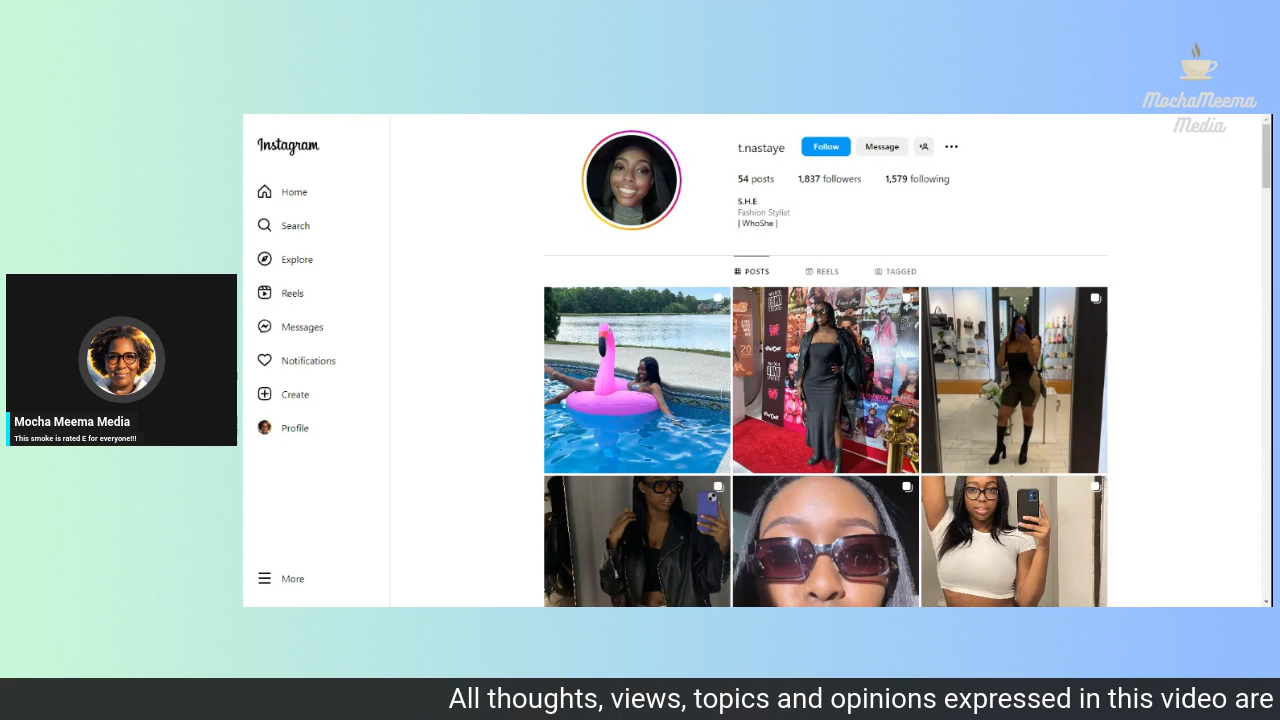 MochaMeema
Media
Instagram
Home
Search
Explore
Reels
Messages
Notifications
Create
Profile
More
t.nastaye
Follow
Message
54 posts
1,837 followers
1,579 following
S.H.E
Fashion Stylist
| WhoShe |
POSTS
REELS
TAGGED
Mocha Meema Media
This smoke is rated E for everyone!!!
All thoughts, views, topics and opinions expressed in this video are